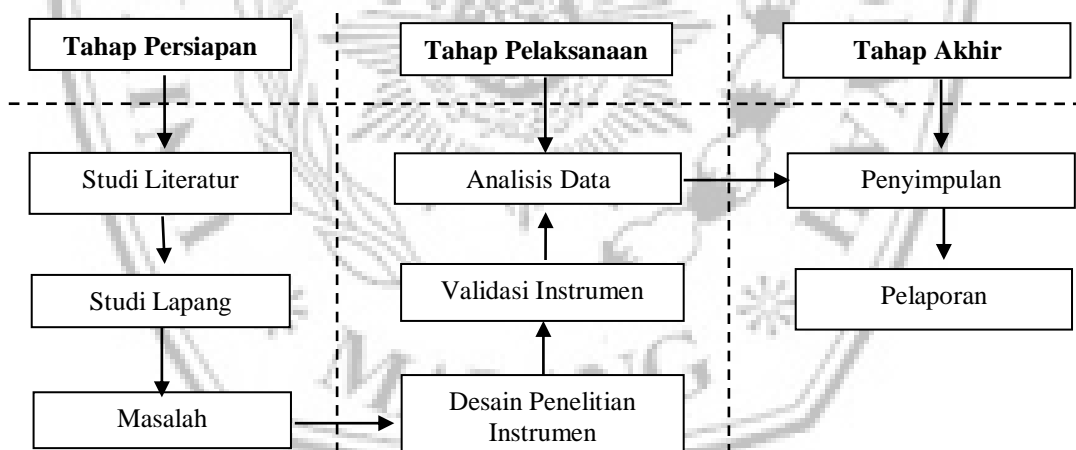 Tahap Persiapan
Tahap Pelaksanaan
Tahap Akhir
Studi Literatur
Analisis Data
Penyimpulan
Studi Lapang
Validasi Instrumen
Pelaporan
Masalah
Desain Penelitian
Instrumen